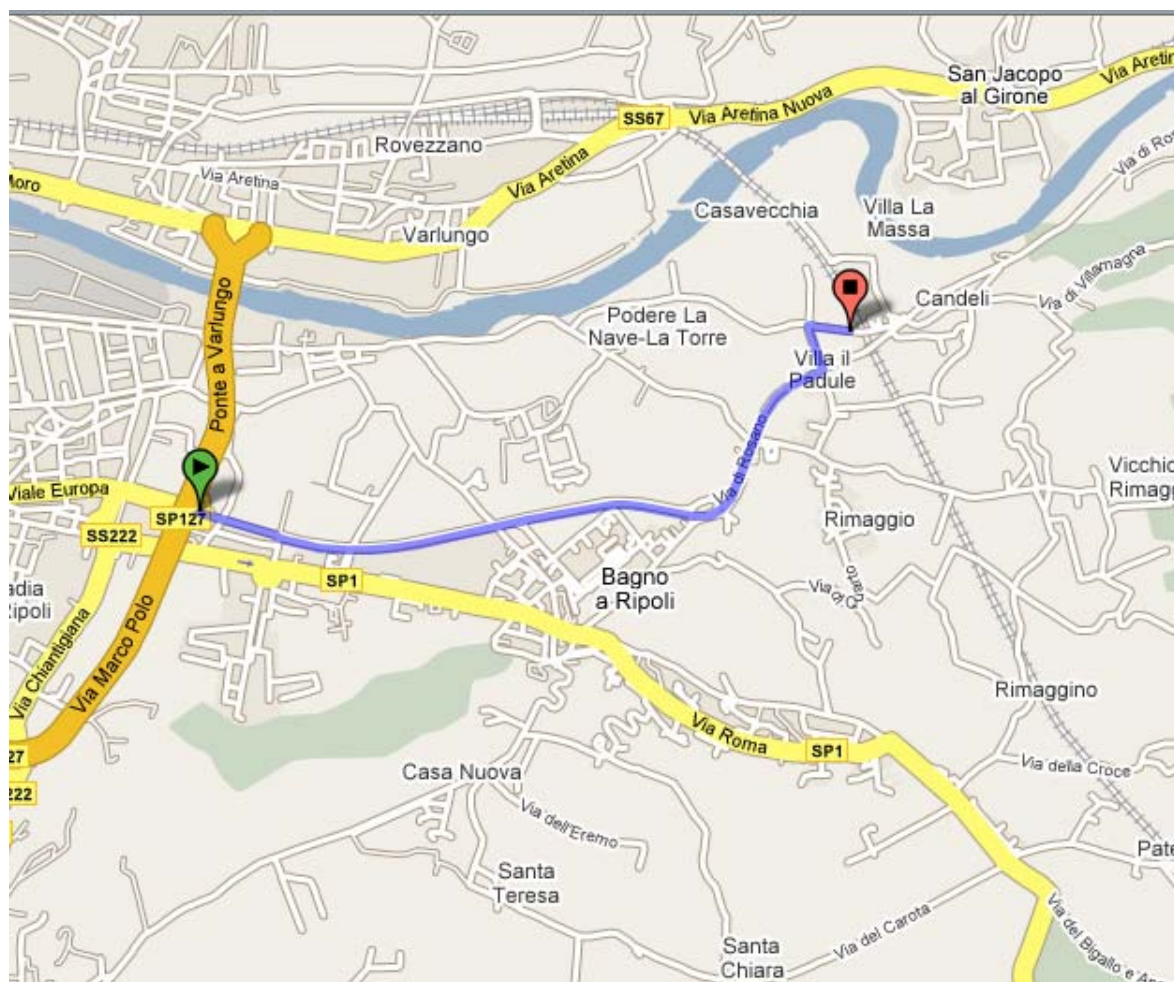 San Jacopo
al Girone
Via Aretina Nuova
SS67
Rovezzano
Via Aretina
Via Aretina
Moro
Varlungo
Casavecchia
Villa La
Massa
Via di Villamagna
Candeli
Podere La
Nave-La Torre
Villa il
Padule
Ponte a Varlungo
Via di Rosano
Viale Europa
SP127
SS222
Rimaggio
SP1
Bagno
a Ripoli
Via Chiantigiana
Via Marco Polo
Rimaggino
Via Roma
SP1
27
222
Casa Nuova
Via della Croce
Via dell'Eremo
Santa
Teresa
Via del Carota
Santa
Chiara